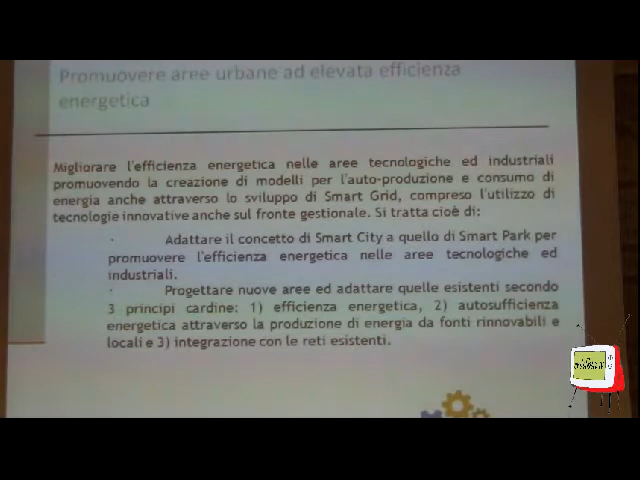 Promuovere aree urbane ad elevata efficienza
energetica
Migliorare l'efficienza energetica nelle aree tecnologiche ed industriali
promuovendo la creazione di modelli per l'auto-produzione e consumo di
energia anche attraverso lo sviluppo di Smart Grid, compreso l'utilizzo di
tecnologie innovative anche sul fronte gestionale. Si tratta cioè di:
· Adattare il concetto di Smart City a quello di Smart Park per
promuovere l'efficienza energetica nelle aree tecnologiche ed
industriali.
· Progettare nuove aree ed adattare quelle esistenti secondo
3 principi cardine: 1) efficienza energetica, 2) autosufficienza
energetica attraverso la produzione di energia da fonti rinnovabili e
locali e 3) integrazione con le reti esistenti.